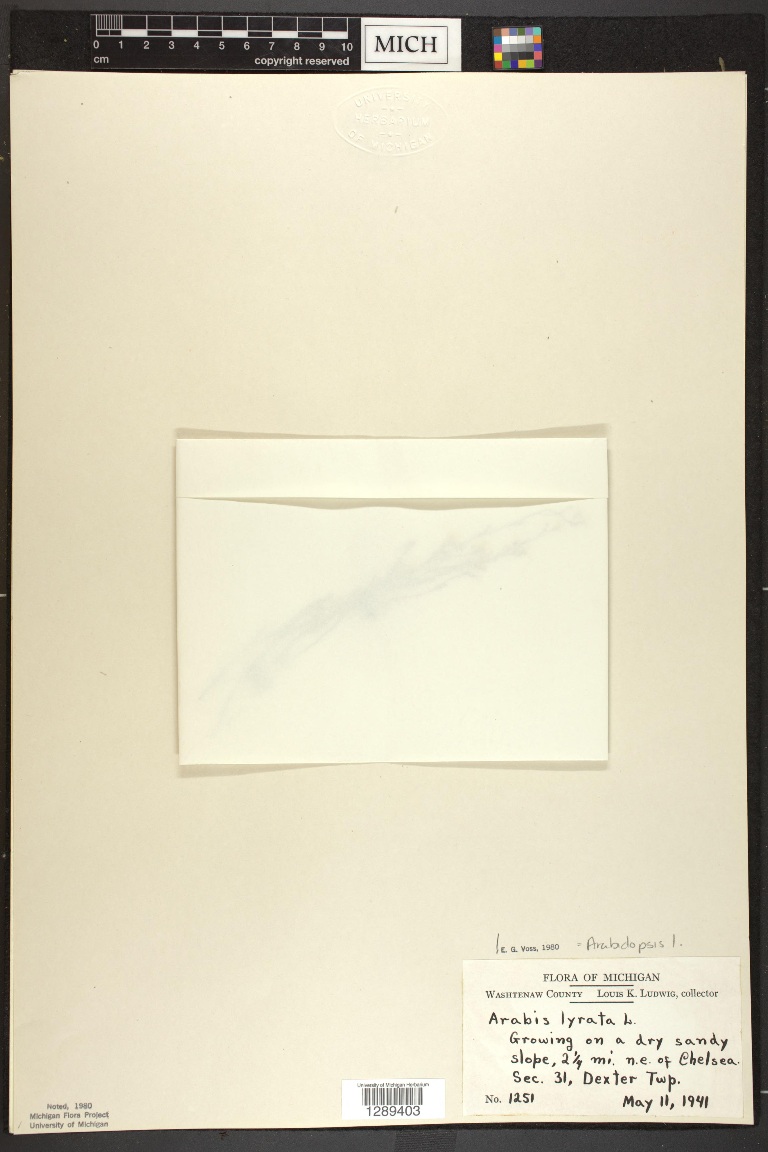 0 1 2 3 4 5 6 7 8 9 10
cm copyright reserved
MICH
UNIVERSITY
HERBARIUM
OF MICHIGAN
E. G. Voss, 1980 = Arabidopsis l.
FLORA OF MICHIGAN
WASHTENAW COUNTY LOUIS K. LUDWIG, collector
Arabis lyrata L.
Growing on a dry sandy
slope, 2¼ mi. n.e. of Chelsea.
Sec. 31, Dexter Twp.
No. 1251 May 11, 1941
University of Michigan Herbarium
1289403
Noted, 1980
Michigan Flora Project
University of Michigan